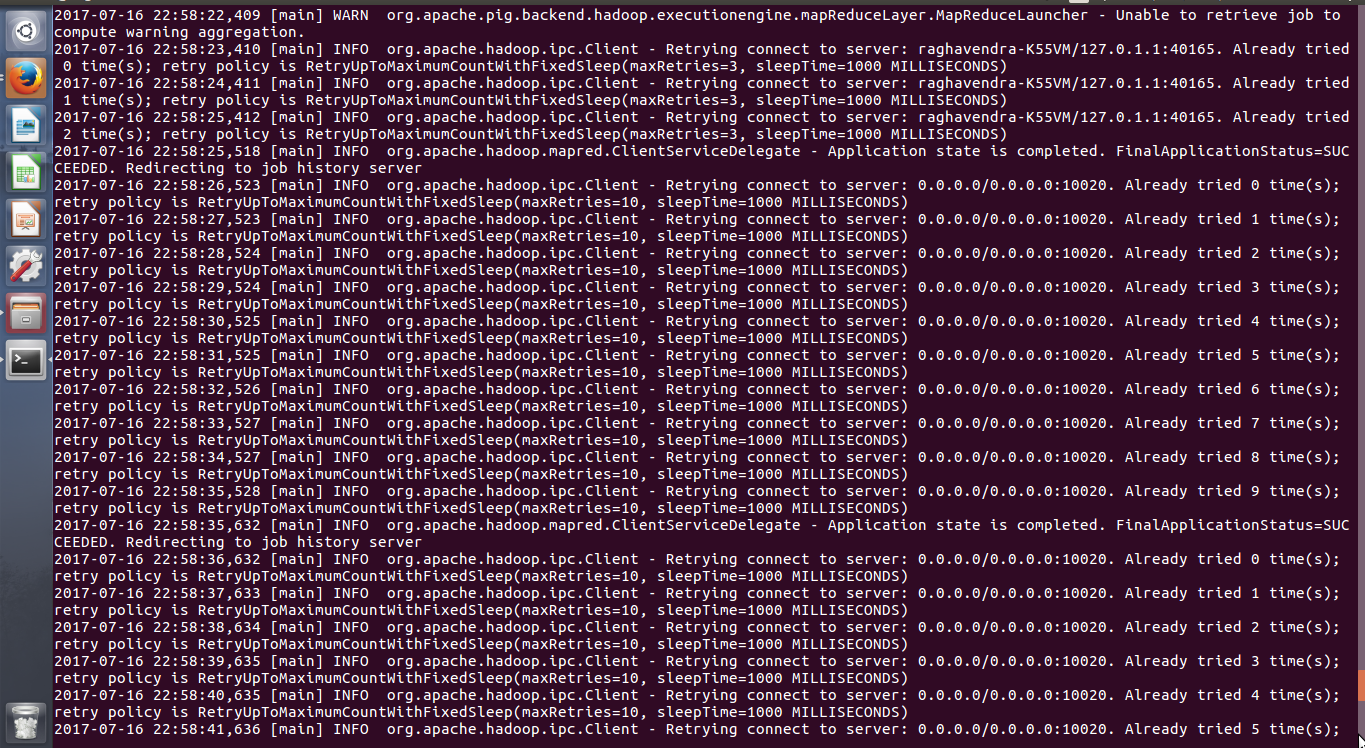 2017-07-16 22:58:22,409 [main] WARN  org.apache.pig.backend.hadoop.executionengine.mapReduceLayer.MapReduceLauncher - Unable to retrieve job to
compute warning aggregation.
2017-07-16 22:58:23,410 [main] INFO  org.apache.hadoop.ipc.Client - Retrying connect to server: raghavendra-K55VM/127.0.1.1:40165. Already tried
 0 time(s); retry policy is RetryUpToMaximumCountWithFixedSleep(maxRetries=3, sleepTime=1000 MILLISECONDS)
2017-07-16 22:58:24,411 [main] INFO  org.apache.hadoop.ipc.Client - Retrying connect to server: raghavendra-K55VM/127.0.1.1:40165. Already tried
 1 time(s); retry policy is RetryUpToMaximumCountWithFixedSleep(maxRetries=3, sleepTime=1000 MILLISECONDS)
2017-07-16 22:58:25,412 [main] INFO  org.apache.hadoop.ipc.Client - Retrying connect to server: raghavendra-K55VM/127.0.1.1:40165. Already tried
 2 time(s); retry policy is RetryUpToMaximumCountWithFixedSleep(maxRetries=3, sleepTime=1000 MILLISECONDS)
2017-07-16 22:58:25,518 [main] INFO  org.apache.hadoop.mapred.ClientServiceDelegate - Application state is completed. FinalApplicationStatus=SUC
CEEDED. Redirecting to job history server
2017-07-16 22:58:26,523 [main] INFO  org.apache.hadoop.ipc.Client - Retrying connect to server: 0.0.0.0/0.0.0.0:10020. Already tried 0 time(s);
retry policy is RetryUpToMaximumCountWithFixedSleep(maxRetries=10, sleepTime=1000 MILLISECONDS)
2017-07-16 22:58:27,523 [main] INFO  org.apache.hadoop.ipc.Client - Retrying connect to server: 0.0.0.0/0.0.0.0:10020. Already tried 1 time(s);
retry policy is RetryUpToMaximumCountWithFixedSleep(maxRetries=10, sleepTime=1000 MILLISECONDS)
2017-07-16 22:58:28,524 [main] INFO  org.apache.hadoop.ipc.Client - Retrying connect to server: 0.0.0.0/0.0.0.0:10020. Already tried 2 time(s);
retry policy is RetryUpToMaximumCountWithFixedSleep(maxRetries=10, sleepTime=1000 MILLISECONDS)
2017-07-16 22:58:29,524 [main] INFO  org.apache.hadoop.ipc.Client - Retrying connect to server: 0.0.0.0/0.0.0.0:10020. Already tried 3 time(s);
retry policy is RetryUpToMaximumCountWithFixedSleep(maxRetries=10, sleepTime=1000 MILLISECONDS)
2017-07-16 22:58:30,525 [main] INFO  org.apache.hadoop.ipc.Client - Retrying connect to server: 0.0.0.0/0.0.0.0:10020. Already tried 4 time(s);
retry policy is RetryUpToMaximumCountWithFixedSleep(maxRetries=10, sleepTime=1000 MILLISECONDS)
2017-07-16 22:58:31,525 [main] INFO  org.apache.hadoop.ipc.Client - Retrying connect to server: 0.0.0.0/0.0.0.0:10020. Already tried 5 time(s);
retry policy is RetryUpToMaximumCountWithFixedSleep(maxRetries=10, sleepTime=1000 MILLISECONDS)
2017-07-16 22:58:32,526 [main] INFO  org.apache.hadoop.ipc.Client - Retrying connect to server: 0.0.0.0/0.0.0.0:10020. Already tried 6 time(s);
retry policy is RetryUpToMaximumCountWithFixedSleep(maxRetries=10, sleepTime=1000 MILLISECONDS)
2017-07-16 22:58:33,527 [main] INFO  org.apache.hadoop.ipc.Client - Retrying connect to server: 0.0.0.0/0.0.0.0:10020. Already tried 7 time(s);
retry policy is RetryUpToMaximumCountWithFixedSleep(maxRetries=10, sleepTime=1000 MILLISECONDS)
2017-07-16 22:58:34,527 [main] INFO  org.apache.hadoop.ipc.Client - Retrying connect to server: 0.0.0.0/0.0.0.0:10020. Already tried 8 time(s);
retry policy is RetryUpToMaximumCountWithFixedSleep(maxRetries=10, sleepTime=1000 MILLISECONDS)
2017-07-16 22:58:35,528 [main] INFO  org.apache.hadoop.ipc.Client - Retrying connect to server: 0.0.0.0/0.0.0.0:10020. Already tried 9 time(s);
retry policy is RetryUpToMaximumCountWithFixedSleep(maxRetries=10, sleepTime=1000 MILLISECONDS)
2017-07-16 22:58:35,632 [main] INFO  org.apache.hadoop.mapred.ClientServiceDelegate - Application state is completed. FinalApplicationStatus=SUC
CEEDED. Redirecting to job history server
2017-07-16 22:58:36,632 [main] INFO  org.apache.hadoop.ipc.Client - Retrying connect to server: 0.0.0.0/0.0.0.0:10020. Already tried 0 time(s);
retry policy is RetryUpToMaximumCountWithFixedSleep(maxRetries=10, sleepTime=1000 MILLISECONDS)
2017-07-16 22:58:37,633 [main] INFO  org.apache.hadoop.ipc.Client - Retrying connect to server: 0.0.0.0/0.0.0.0:10020. Already tried 1 time(s);
retry policy is RetryUpToMaximumCountWithFixedSleep(maxRetries=10, sleepTime=1000 MILLISECONDS)
2017-07-16 22:58:38,634 [main] INFO  org.apache.hadoop.ipc.Client - Retrying connect to server: 0.0.0.0/0.0.0.0:10020. Already tried 2 time(s);
retry policy is RetryUpToMaximumCountWithFixedSleep(maxRetries=10, sleepTime=1000 MILLISECONDS)
2017-07-16 22:58:39,635 [main] INFO  org.apache.hadoop.ipc.Client - Retrying connect to server: 0.0.0.0/0.0.0.0:10020. Already tried 3 time(s);
retry policy is RetryUpToMaximumCountWithFixedSleep(maxRetries=10, sleepTime=1000 MILLISECONDS)
2017-07-16 22:58:40,635 [main] INFO  org.apache.hadoop.ipc.Client - Retrying connect to server: 0.0.0.0/0.0.0.0:10020. Already tried 4 time(s);
retry policy is RetryUpToMaximumCountWithFixedSleep(maxRetries=10, sleepTime=1000 MILLISECONDS)
2017-07-16 22:58:41,636 [main] INFO  org.apache.hadoop.ipc.Client - Retrying connect to server: 0.0.0.0/0.0.0.0:10020. Already tried 5 time(s);